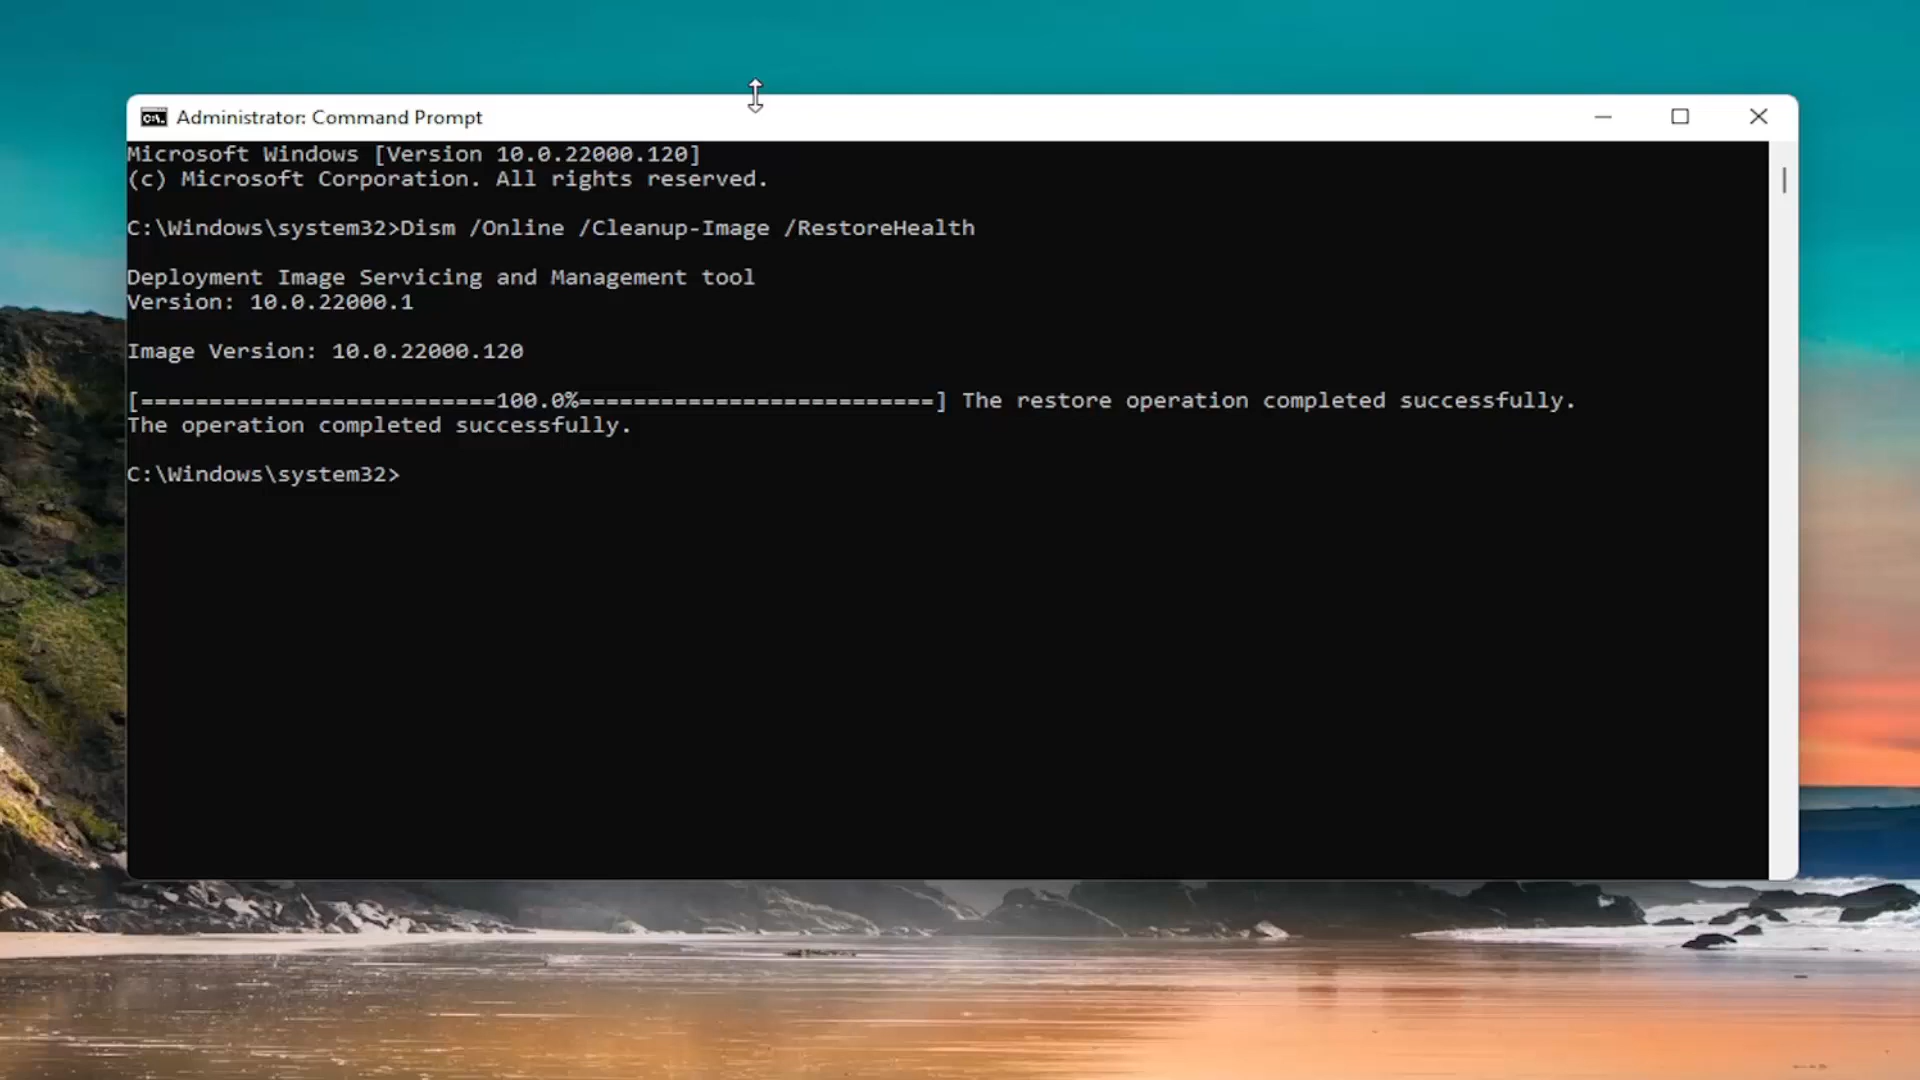 Administrator: Command Prompt
Microsoft Windows [Version 10.0.22000.120]
(c) Microsoft Corporation. All rights reserved.
C:\Windows\system32>Dism /Online /Cleanup-Image /RestoreHealth
Deployment Image Servicing and Management tool
Version: 10.0.22000.1
Image Version: 10.0.22000.120
[==========================100.0%==========================] The restore operation completed successfully.
The operation completed successfully.
C:\Windows\system32>